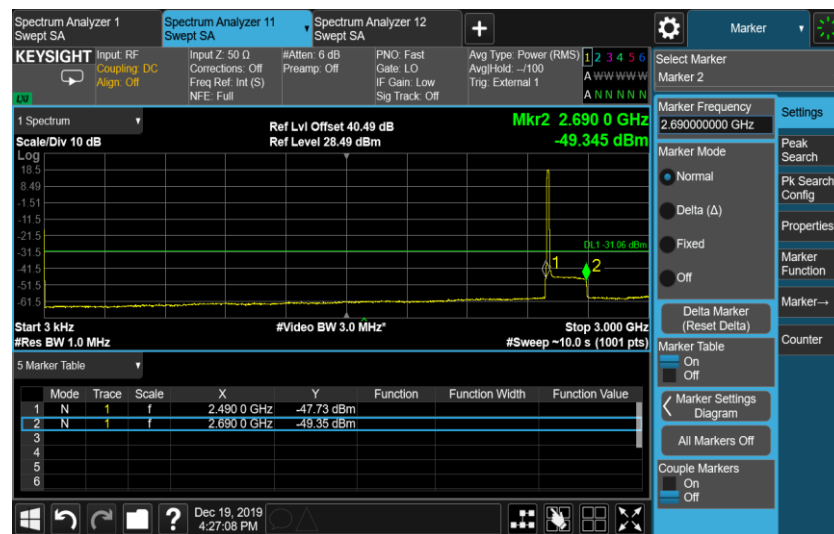 Spectrum Analyzer 1
Swept SA
Spectrum Analyzer 11
Swept SA
Spectrum Analyzer 12
Swept SA
Marker
KEYSIGHT
Input: RF
Coupling: DC
Align: Off
Input Z: 50 Ω
Corrections: Off
Freq Ref: Int (S)
NFE: Full
#Atten: 6 dB
Preamp: Off
PNO: Fast
Gate: LO
IF Gain: Low
Sig Track: Off
Avg Type: Power (RMS)
Avg|Hold: --/100
Trig: External 1
1 2 3 4 5 6
A W W W W W
A N N N N N
LXI
Select Marker
Marker 2
1 Spectrum
Ref Lvl Offset 40.49 dB
Mkr2 2.690 0 GHz
Scale/Div 10 dB
Ref Level 28.49 dBm
-49.345 dBm
Log
18.5
8.49
-1.51
-11.5
-21.5
-31.5
-41.5
-51.5
-61.5
DL1 -31.06 dBm
1
2
Start 3 kHz
#Video BW 3.0 MHz*
Stop 3.000 GHz
#Res BW 1.0 MHz
#Sweep ~10.0 s (1001 pts)
5 Marker Table
Mode Trace Scale X Y Function Function Width Function Value
1 N 1 f 2.490 0 GHz -47.73 dBm
2 N 1 f 2.690 0 GHz -49.35 dBm
3
4
5
6
Dec 19, 2019
4:27:08 PM
Marker Frequency
2.690000000 GHz
Marker Mode
Normal
Delta (Δ)
Fixed
Off
Delta Marker
(Reset Delta)
Marker Table
On
Off
Marker Settings
Diagram
All Markers Off
Couple Markers
On
Off
Settings
Peak
Search
Pk Search
Config
Properties
Marker
Function
Marker→
Counter